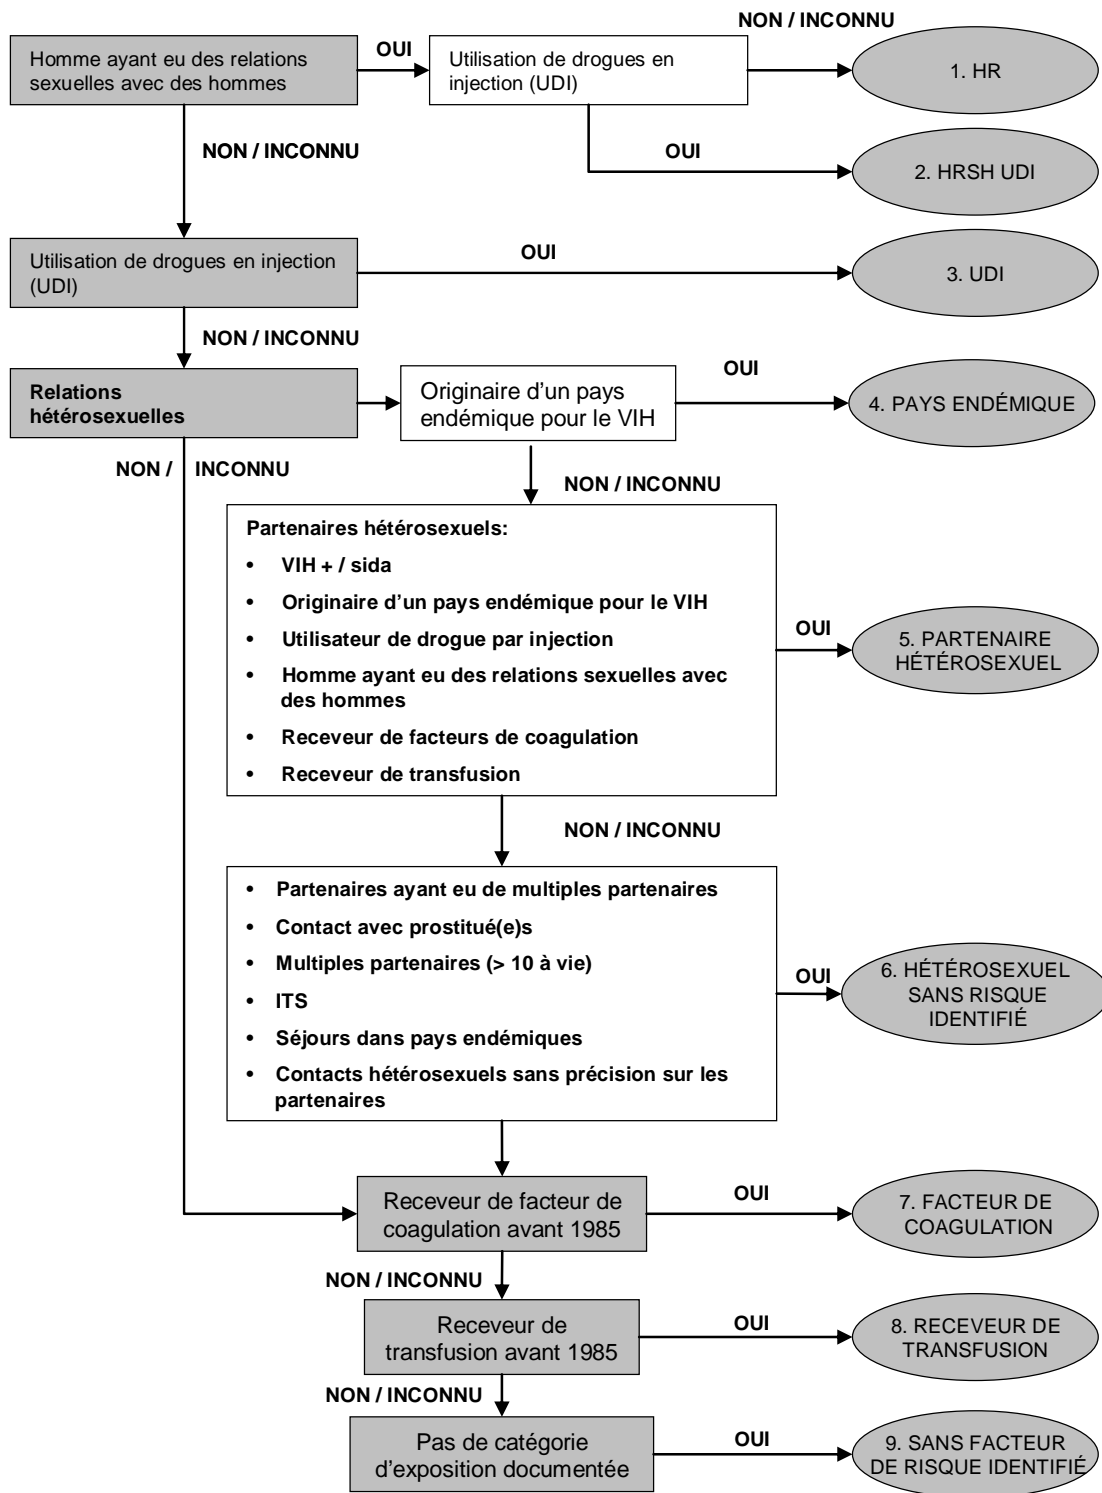 NON / INCONNU
Homme ayant eu des relations
sexuelles avec des hommes
OUI
Utilisation de drogues en
injection (UDI)
1. HR
NON / INCONNU
OUI
2. HRSH UDI
Utilisation de drogues en injection
(UDI)
OUI
3. UDI
NON / INCONNU
Relations
hétérosexuelles
Originaire d'un pays
endémique pour le VIH
OUI
4. PAYS ENDÉMIQUE
NON / INCONNU
NON / INCONNU
Partenaires hétérosexuels:
• VIH + / sida
• Originaire d'un pays endémique pour le VIH
• Utilisateur de drogue par injection
• Homme ayant eu des relations sexuelles avec
des hommes
• Receveur de facteurs de coagulation
• Receveur de transfusion
OUI
5. PARTENAIRE
HÉTÉROSEXUEL
NON / INCONNU
• Partenaires ayant eu de multiples partenaires
• Contact avec prostitué(e)s
• Multiples partenaires (> 10 à vie)
• ITS
• Séjours dans pays endémiques
• Contacts hétérosexuels sans précision sur les
partenaires
OUI
6. HÉTÉROSEXUEL
SANS RISQUE
IDENTIFIÉ
Receveur de facteur de
coagulation avant 1985
OUI
7. FACTEUR DE
COAGULATION
NON / INCONNU
Receveur de
transfusion avant 1985
OUI
8. RECEVEUR DE
TRANSFUSION
NON / INCONNU
Pas de catégorie
d'exposition documentée
OUI
9. SANS FACTEUR
DE RISQUE IDENTIFIÉ